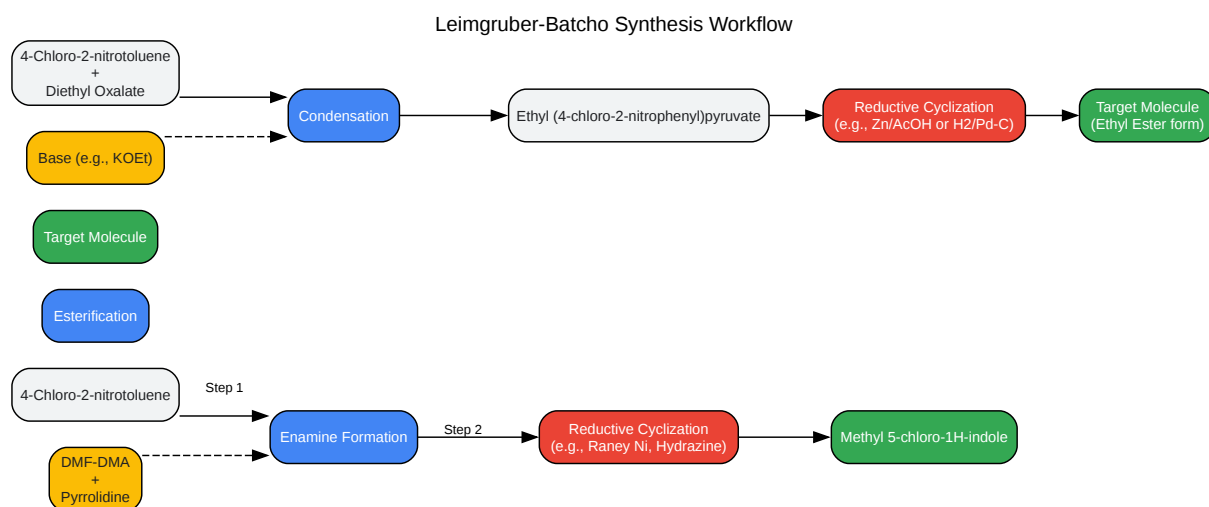 Leimgruber-Batcho Synthesis Workflow
4-Chloro-2-nitrotoluene
+
Diethyl Oxalate
Condensation
Ethyl (4-chloro-2-nitrophenyl)pyruvate
Reductive Cyclization
(e.g., Zn/AcOH or H2/Pd-C)
Target Molecule
(Ethyl Ester form)
Base (e.g., KOEt)
Target Molecule
Esterification
4-Chloro-2-nitrotoluene
Step 1
Enamine Formation
Step 2
Reductive Cyclization
(e.g., Raney Ni, Hydrazine)
Methyl 5-chloro-1H-indole
DMF-DMA
+
Pyrrolidine